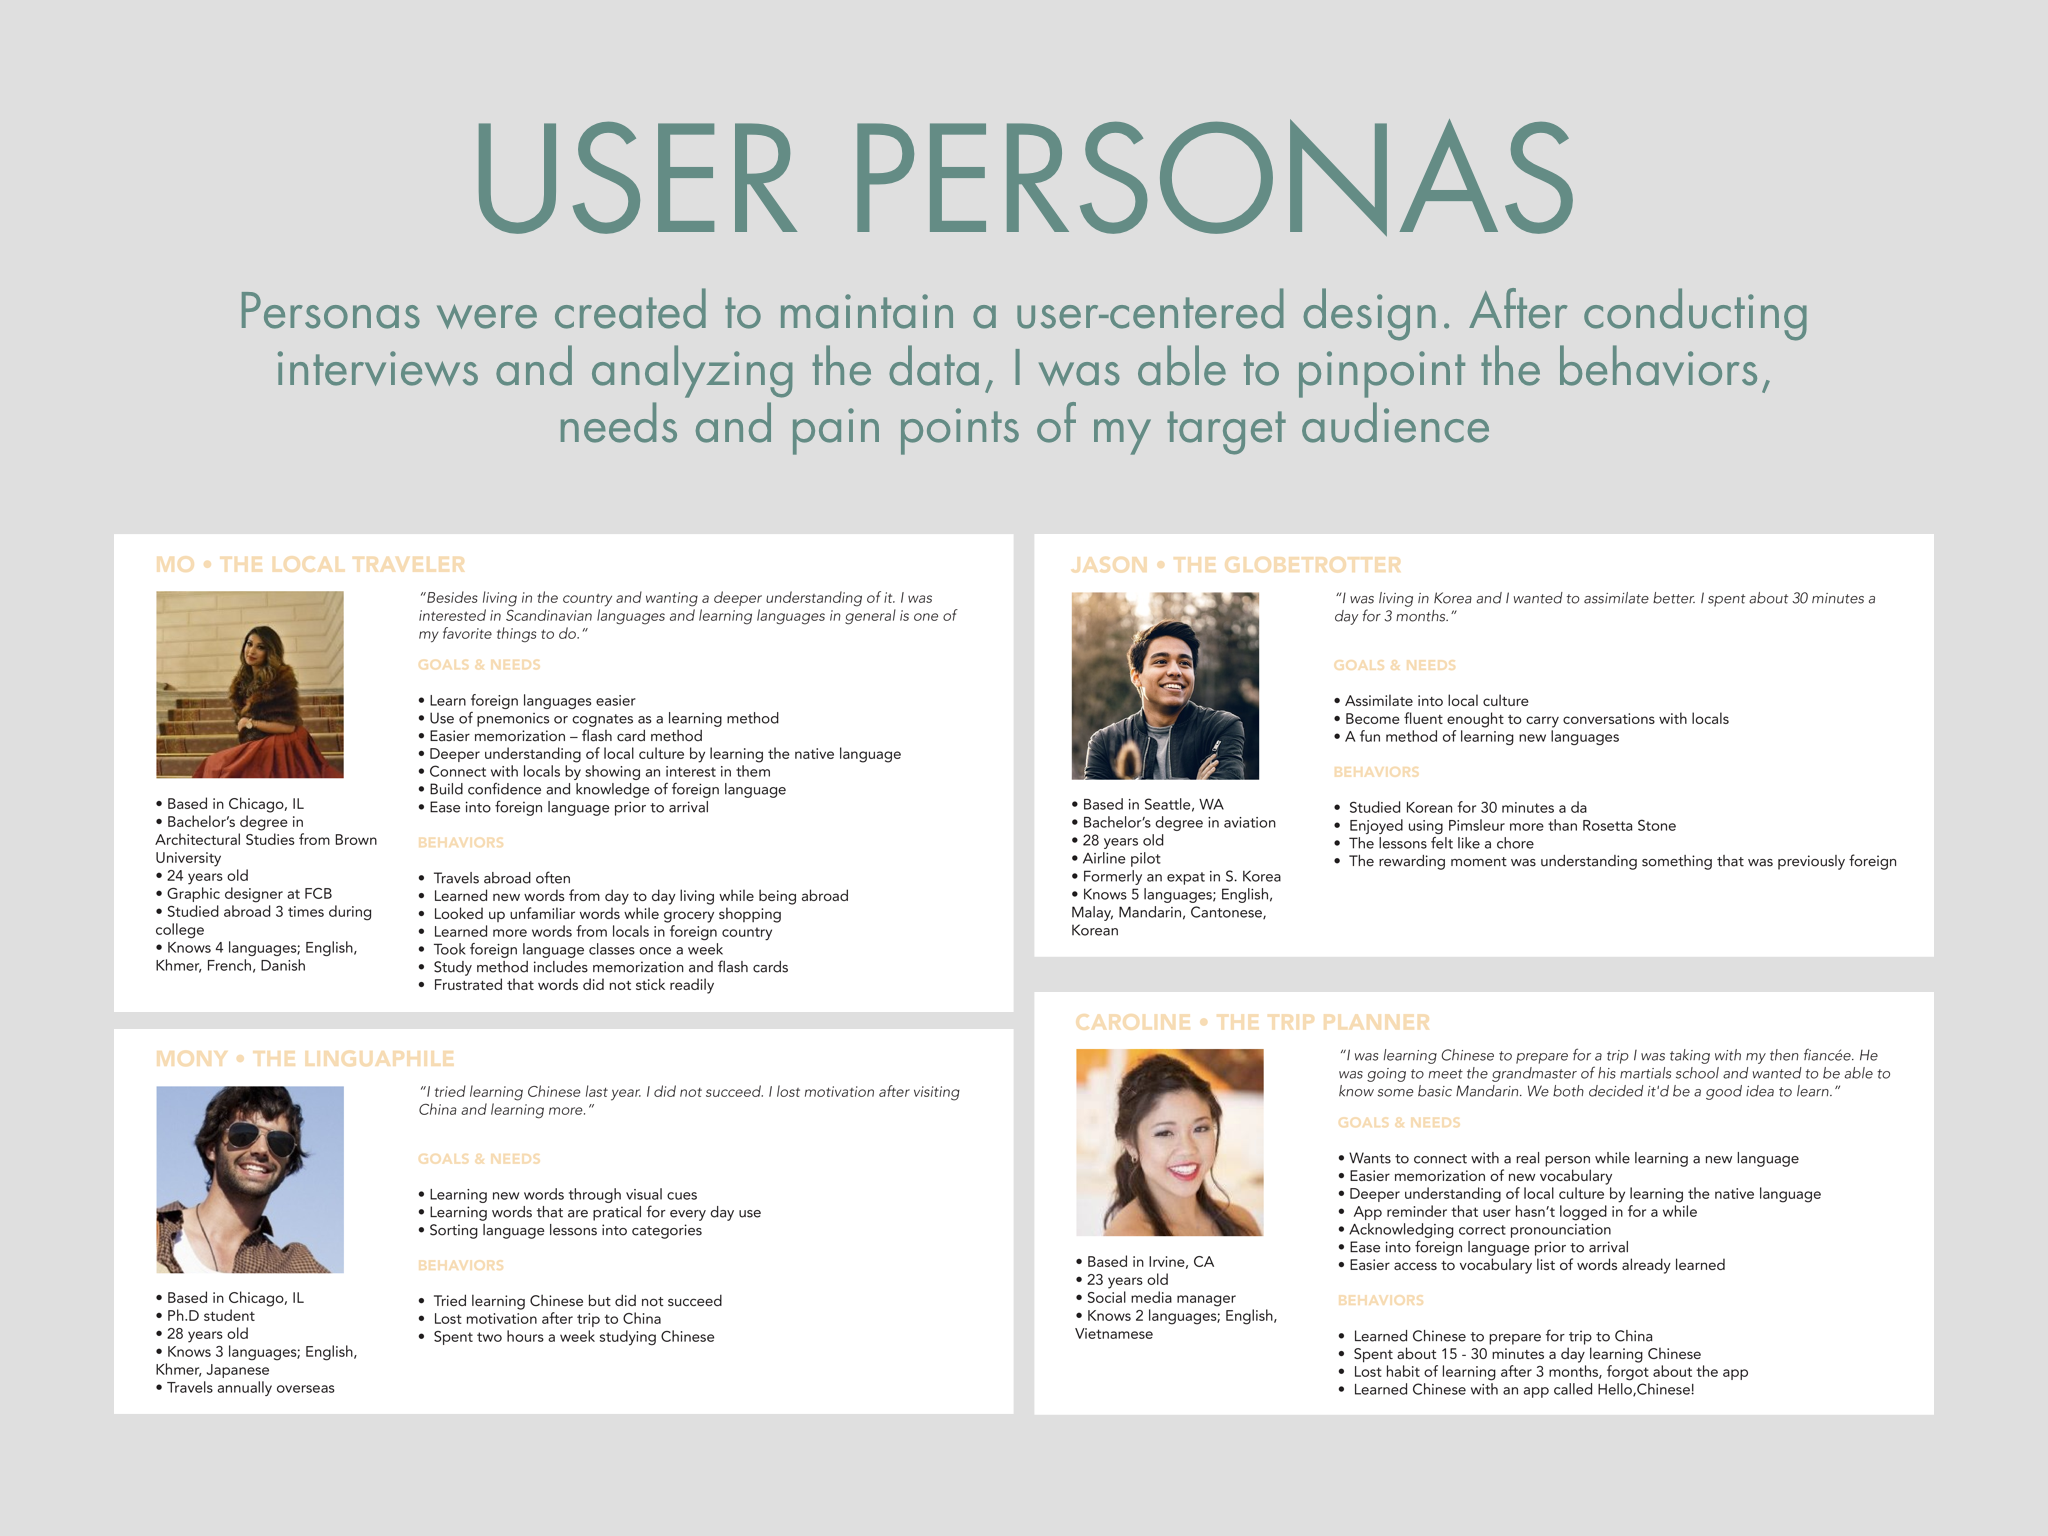 USER PERSONAS
Personas were created to maintain a user-centered design. After conducting
interviews and analyzing the data, I was able to pinpoint the behaviors,
needs and pain points of my target audience
MO • THE LOCAL TRAVELER
“Besides living in the country and wanting a deeper understanding of it. I was
interested in Scandinavian languages and learning languages in general is one of
my favorite things to do.”
GOALS & NEEDS
• Learn foreign languages easier
• Use of pnemonics or cognates as a learning method
• Easier memorization – flash card method
• Deeper understanding of local culture by learning the native language
• Connect with locals by showing an interest in them
• Build confidence and knowledge of foreign language
• Ease into foreign language prior to arrival
BEHAVIORS
• Travels abroad often
• Learned new words from day to day living while being abroad
• Looked up unfamiliar words while grocery shopping
• Learned more words from locals in foreign country
• Took foreign language classes once a week
• Study method includes memorization and flash cards
• Frustrated that words did not stick readily
• Based in Chicago, IL
• Bachelor’s degree in
Architectural Studies from Brown
University
• 24 years old
• Graphic designer at FCB
• Studied abroad 3 times during
college
• Knows 4 languages; English,
Khmer, French, Danish
JASON • THE GLOBETROTTER
“I was living in Korea and I wanted to assimilate better. I spent about 30 minutes a
day for 3 months.”
GOALS & NEEDS
• Assimilate into local culture
• Become fluent enought to carry conversations with locals
• A fun method of learning new languages
BEHAVIORS
• Studied Korean for 30 minutes a da
• Enjoyed using Pimsleur more than Rosetta Stone
• The lessons felt like a chore
• The rewarding moment was understanding something that was previously foreign
• Based in Seattle, WA
• Bachelor’s degree in aviation
• 28 years old
• Airline pilot
• Formerly an expat in S. Korea
• Knows 5 languages; English,
Malay, Mandarin, Cantonese,
Korean
MONY • THE LINGUAPHILE
“I tried learning Chinese last year. I did not succeed. I lost motivation after visiting
China and learning more.”
GOALS & NEEDS
• Learning new words through visual cues
• Learning words that are pratical for every day use
• Sorting language lessons into categories
BEHAVIORS
• Tried learning Chinese but did not succeed
• Lost motivation after trip to China
• Spent two hours a week studying Chinese
• Based in Chicago, IL
• Ph.D student
• 28 years old
• Knows 3 languages; English,
Khmer, Japanese
• Travels annually overseas
CAROLINE • THE TRIP PLANNER
“I was learning Chinese to prepare for a trip I was taking with my then fiancée. He
was going to meet the grandmaster of his martials school and wanted to be able to
know some basic Mandarin. We both decided it'd be a good idea to learn.”
GOALS & NEEDS
• Wants to connect with a real person while learning a new language
• Easier memorization of new vocabulary
• Deeper understanding of local culture by learning the native language
• App reminder that user hasn’t logged in for a while
• Acknowledging correct pronounciation
• Ease into foreign language prior to arrival
• Easier access to vocabulary list of words already learned
BEHAVIORS
• Learned Chinese to prepare for trip to China
• Spent about 15 - 30 minutes a day learning Chinese
• Lost habit of learning after 3 months, forgot about the app
• Learned Chinese with an app called Hello,Chinese!
• Based in Irvine, CA
• 23 years old
• Social media manager
• Knows 2 languages; English,
Vietnamese